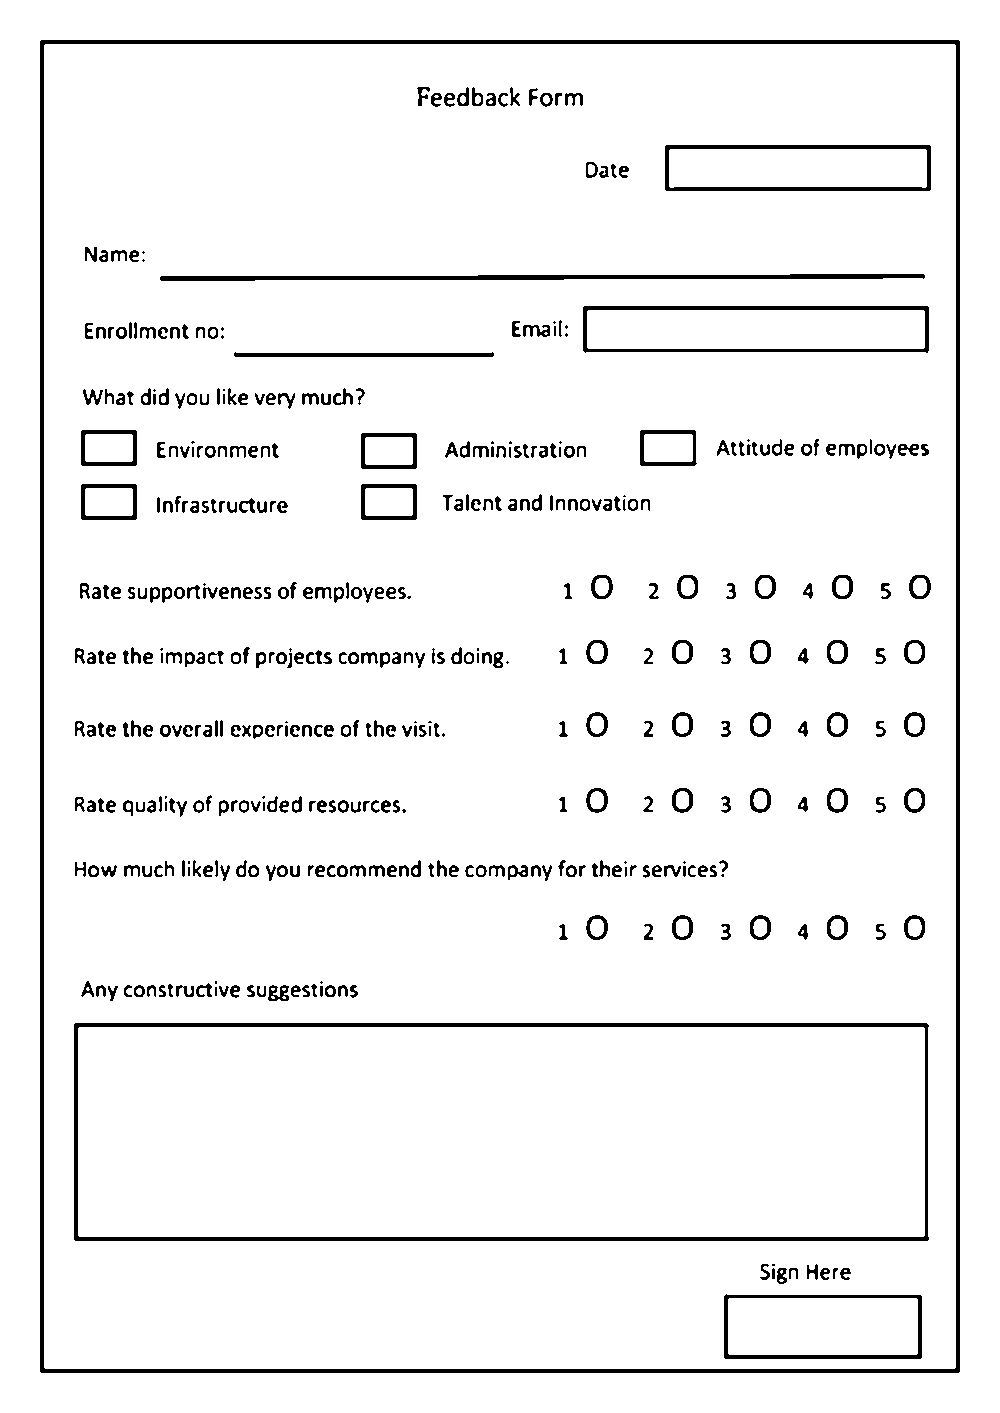 Feedback Form
Date
Name:
Enrollment no: Email:
What did you like very much?
Environment Administration Attitude of employees
Infrastructure Talent and Innovation
Rate supportiveness of employees. 1 O 2 O 3 O 4 O 5 O
Rate the impact of projects company is doing. 1 O 2 O 3 O 4 O 5 O
Rate the overall experience of the visit. 1 O 2 O 3 O 4 O 5 O
Rate quality of provided resources. 1 O 2 O 3 O 4 O 5 O
How much likely do you recommend the company for their services?
1 O 2 O 3 O 4 O 5 O
Any constructive suggestions
Sign Here